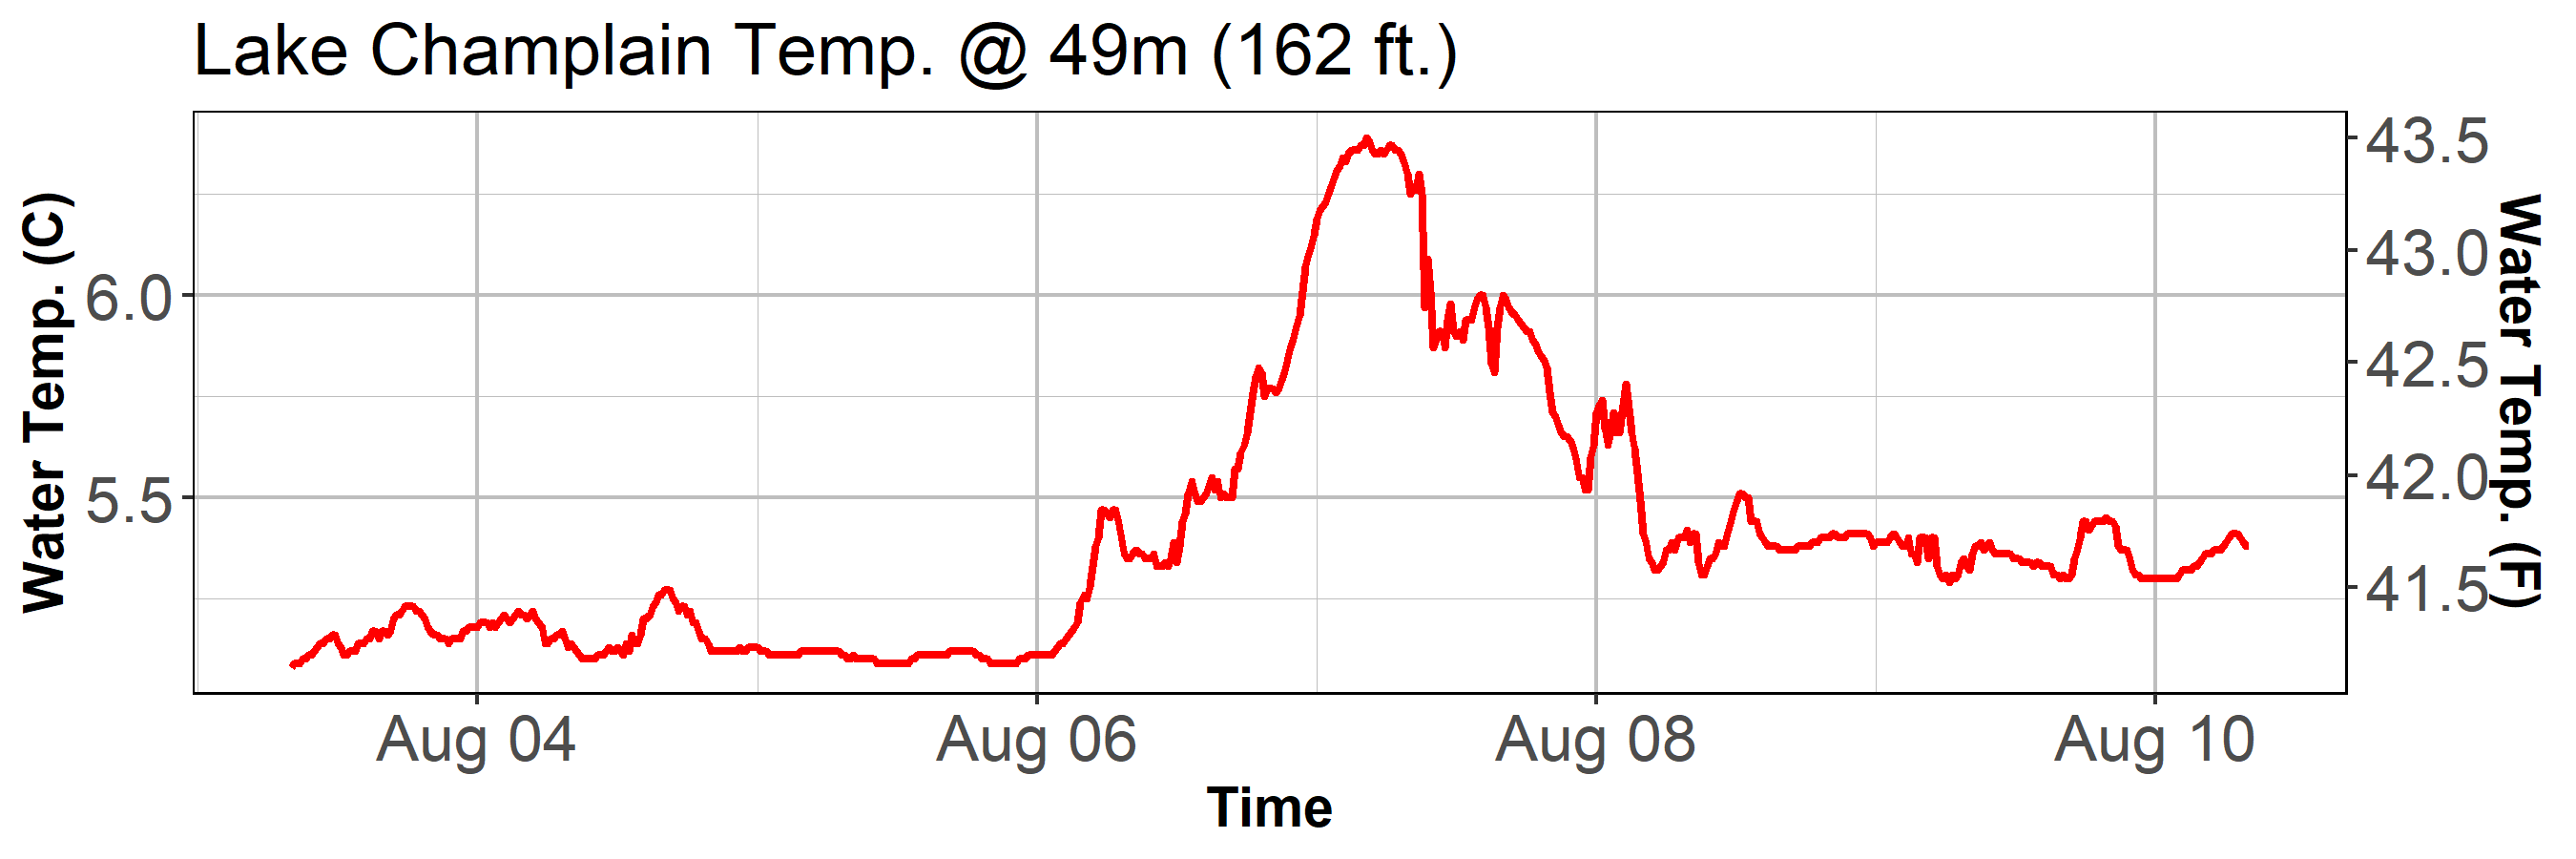 Lake Champlain Temp. @ 49m (162 ft.)
Water Temp. (C)
6.0
5.5
43.5
43.0
42.5
42.0
41.5
Water Temp. (F)
Aug 04
Aug 06
Aug 08
Aug 10
Time